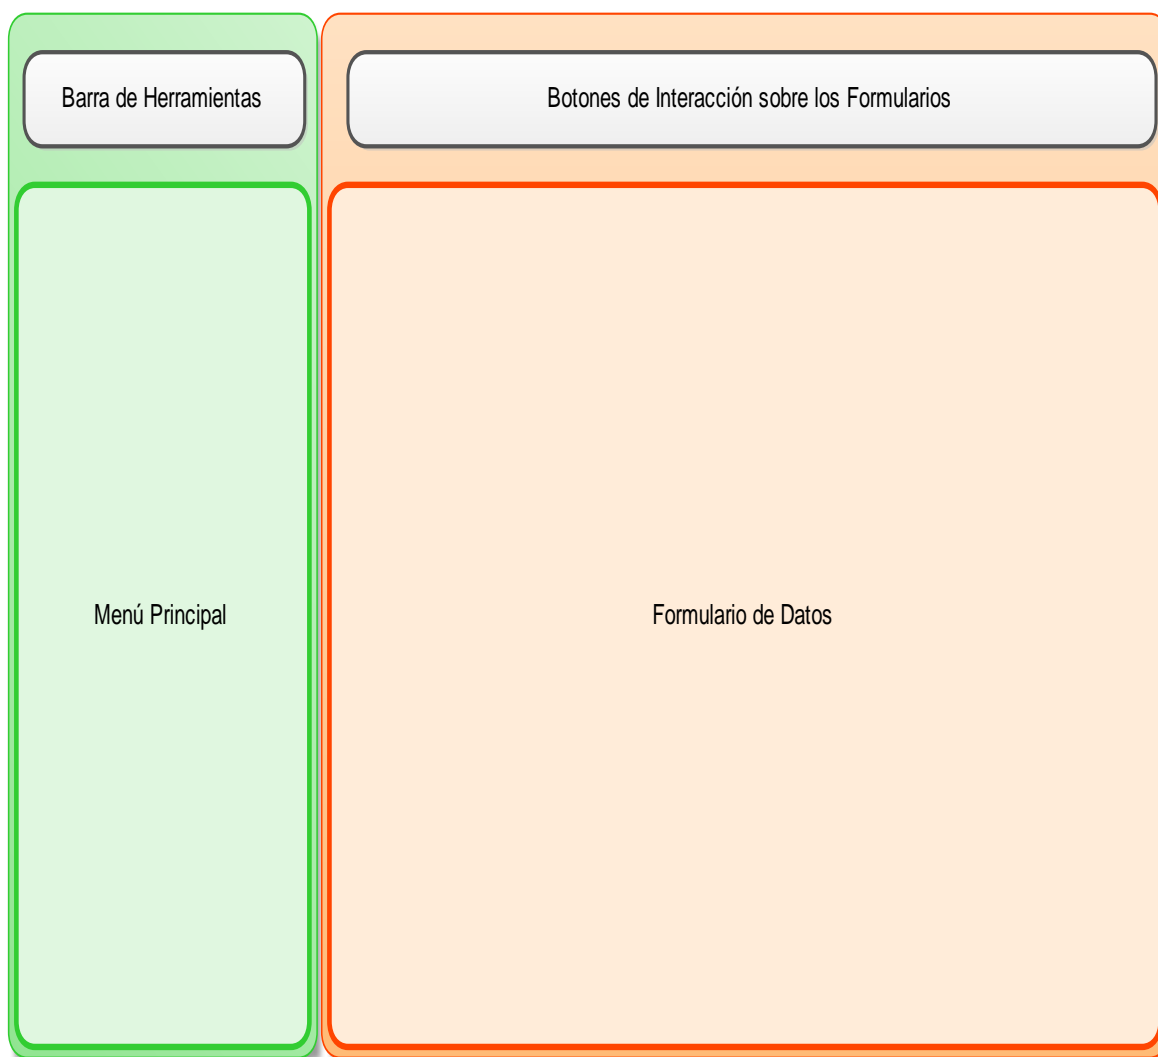 Barra de Herramientas
Botones de Interacción sobre los Formularios
Menú Principal
Formulario de Datos